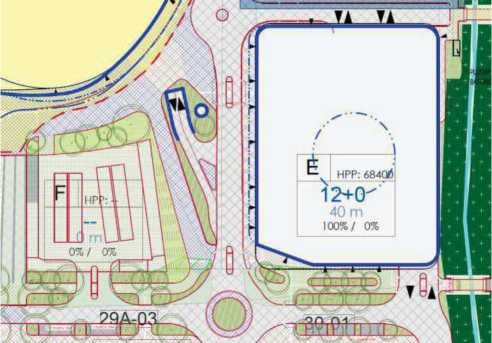 E
HPP: 68400
12+0
40 m
100% / 0%
F
HPP: --
--
0 m
0% / 0%
29A-03
30-01